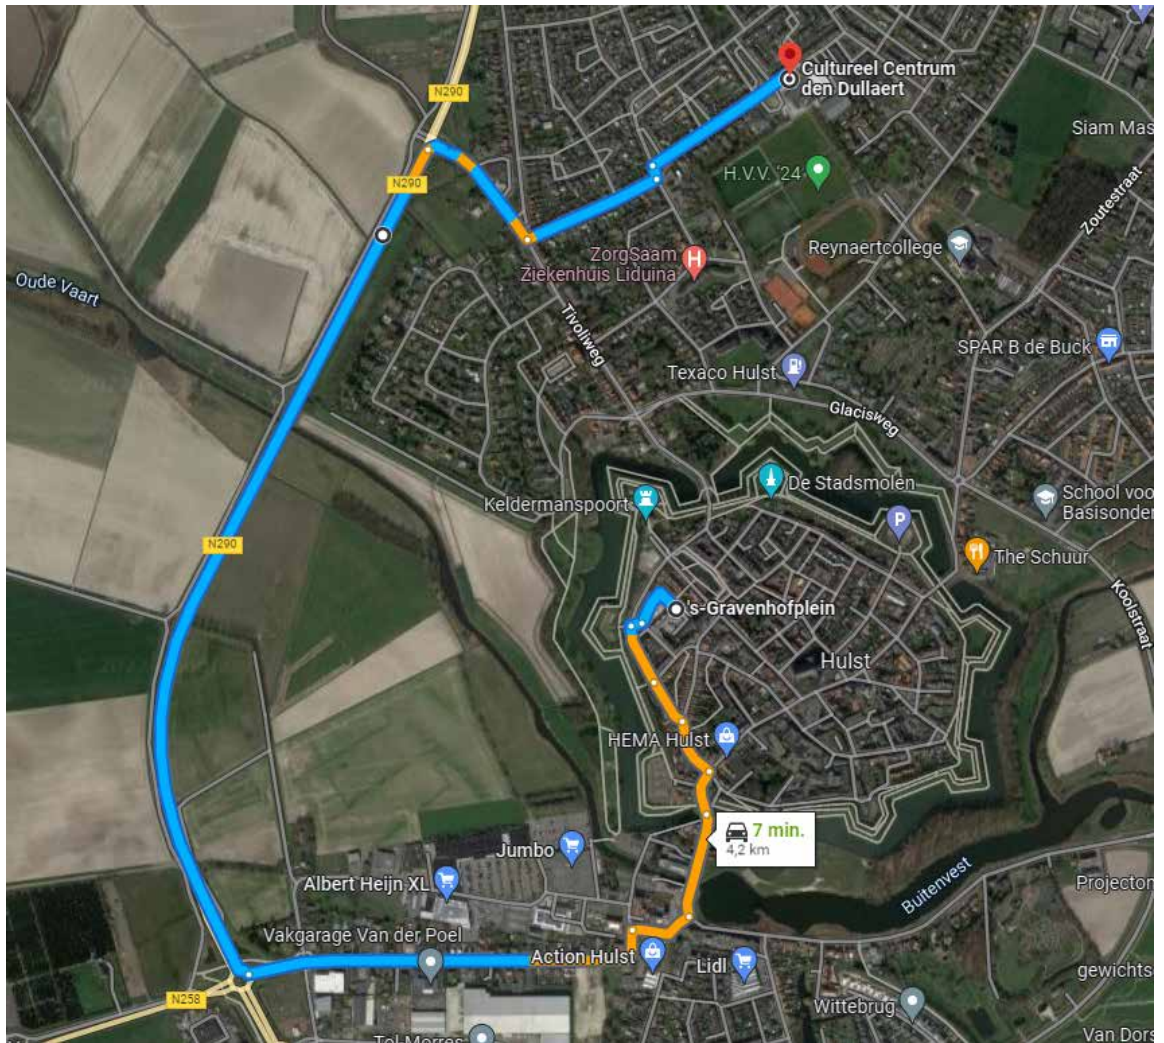 Cultureel Centrum
den Dullaert
N290
Siam Mas
H.V.V. '24
N290
Zoutestraat
Reynaertcollege
ZorgSaam
Ziekenhuis Liduina
Oude Vaart
Tivoliweg
SPAR B de Buck
Texaco Hulst
Glacisweg
De Stadsmolen
Keldermanspoort
School voo
Basisonder
P
N290
The Schuur
Koolstraat
's-Gravenhofplein
Hulst
HEMA Hulst
7 min.
4,2 km
Jumbo
Albert Heijn XL
Buitenvest
Projecton
Vakgarage Van der Poel
Action Hulst
Lidl
gewichtsc
N258
Wittebrug
Tol Morres
Van Dors